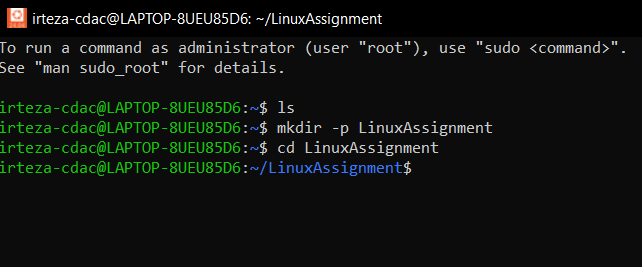 irteza-cdac@LAPTOP-8UEU85D6: ~/LinuxAssignment
To run a command as administrator (user "root"), use "sudo <command>".
See "man sudo_root" for details.
irteza-cdac@LAPTOP-8UEU85D6:~$ ls
irteza-cdac@LAPTOP-8UEU85D6:~$ mkdir -p LinuxAssignment
irteza-cdac@LAPTOP-8UEU85D6:~$ cd LinuxAssignment
irteza-cdac@LAPTOP-8UEU85D6:~/LinuxAssignment$